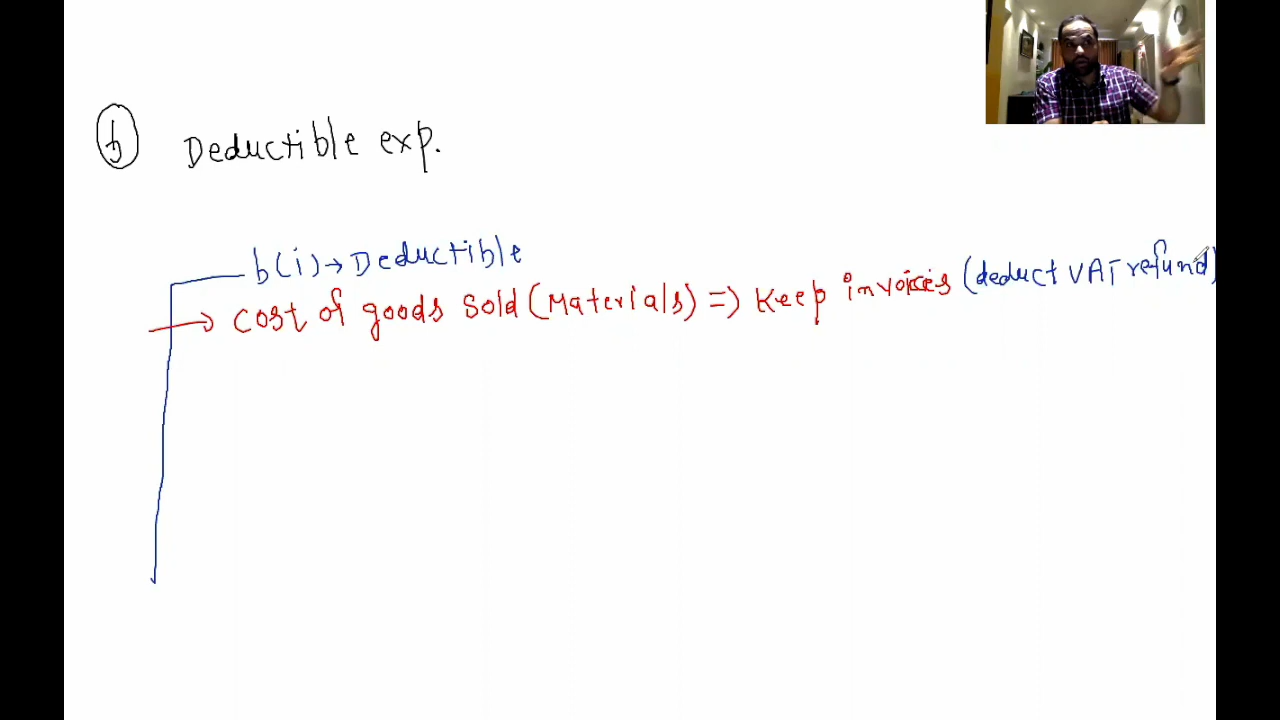 b Deductible exp.
b(i)→Deductible
→ Cost of goods sold (Materials) => Keep invoices (deduct VAT refund)